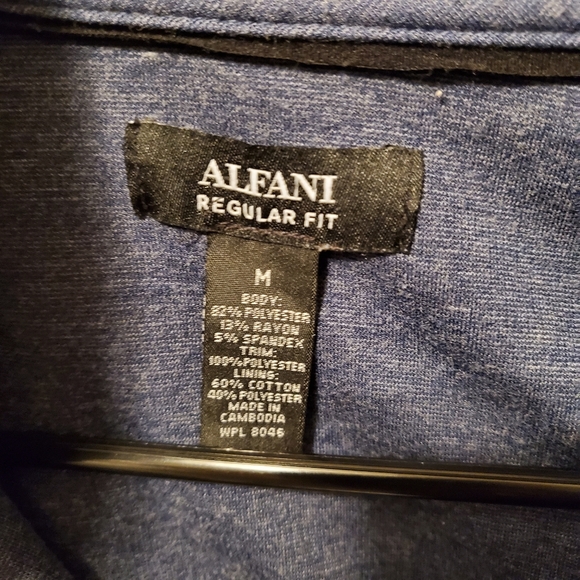 ALFANI
REGULAR FIT
M
BODY:
82% POLYESTER
13% RAYON
5% SPANDEX
TRIM:
100%POLYESTER
LINING:
60% COTTON
40% POLYESTER
MADE IN
CAMBODIA
WPL 8046